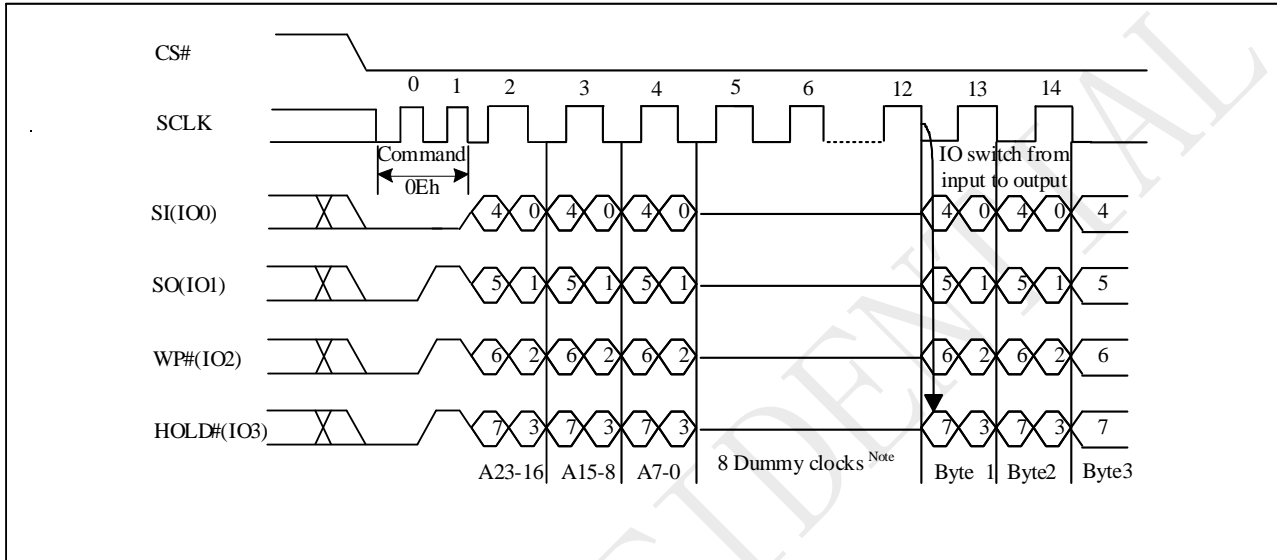 CS#
0 1 2 3 4 5 6 12 13 14
SCLK
Command
0Eh
IO switch from
input to output
SI(IO0) 4 0 4 0 4 0 4 0 4 0 4
SO(IO1) 5 1 5 1 5 1 5 1 5 1 5
WP#(IO2) 6 2 6 2 6 2 6 2 6 2 6
HOLD#(IO3) 7 3 7 3 7 3 7 3 7 3 7
A23-16 A15-8 A7-0 8 Dummy clocks Note Byte 1 Byte2 Byte3